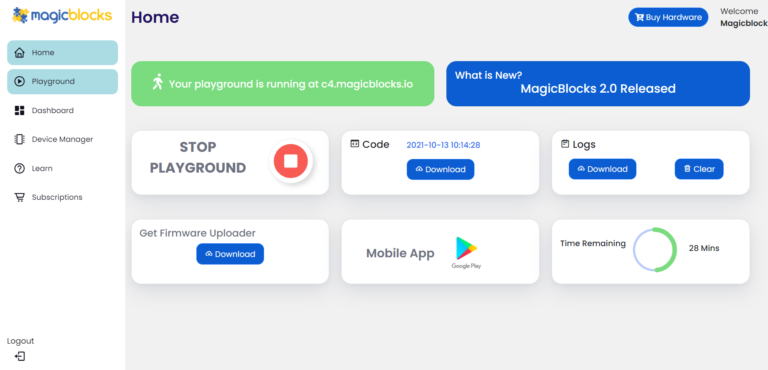 magicblocks
Home
Buy Hardware
Welcome
Magicblock
Home
Playground
Dashboard
Device Manager
Learn
Subscriptions
Logout
Your playground is running at c4.magicblocks.io
What is New?
MagicBlocks 2.0 Released
STOP
PLAYGROUND
Code 2021-10-13 10:14:28
Download
Logs
Download Clear
Get Firmware Uploader
Download
Mobile App
Google Play
Time Remaining 28 Mins